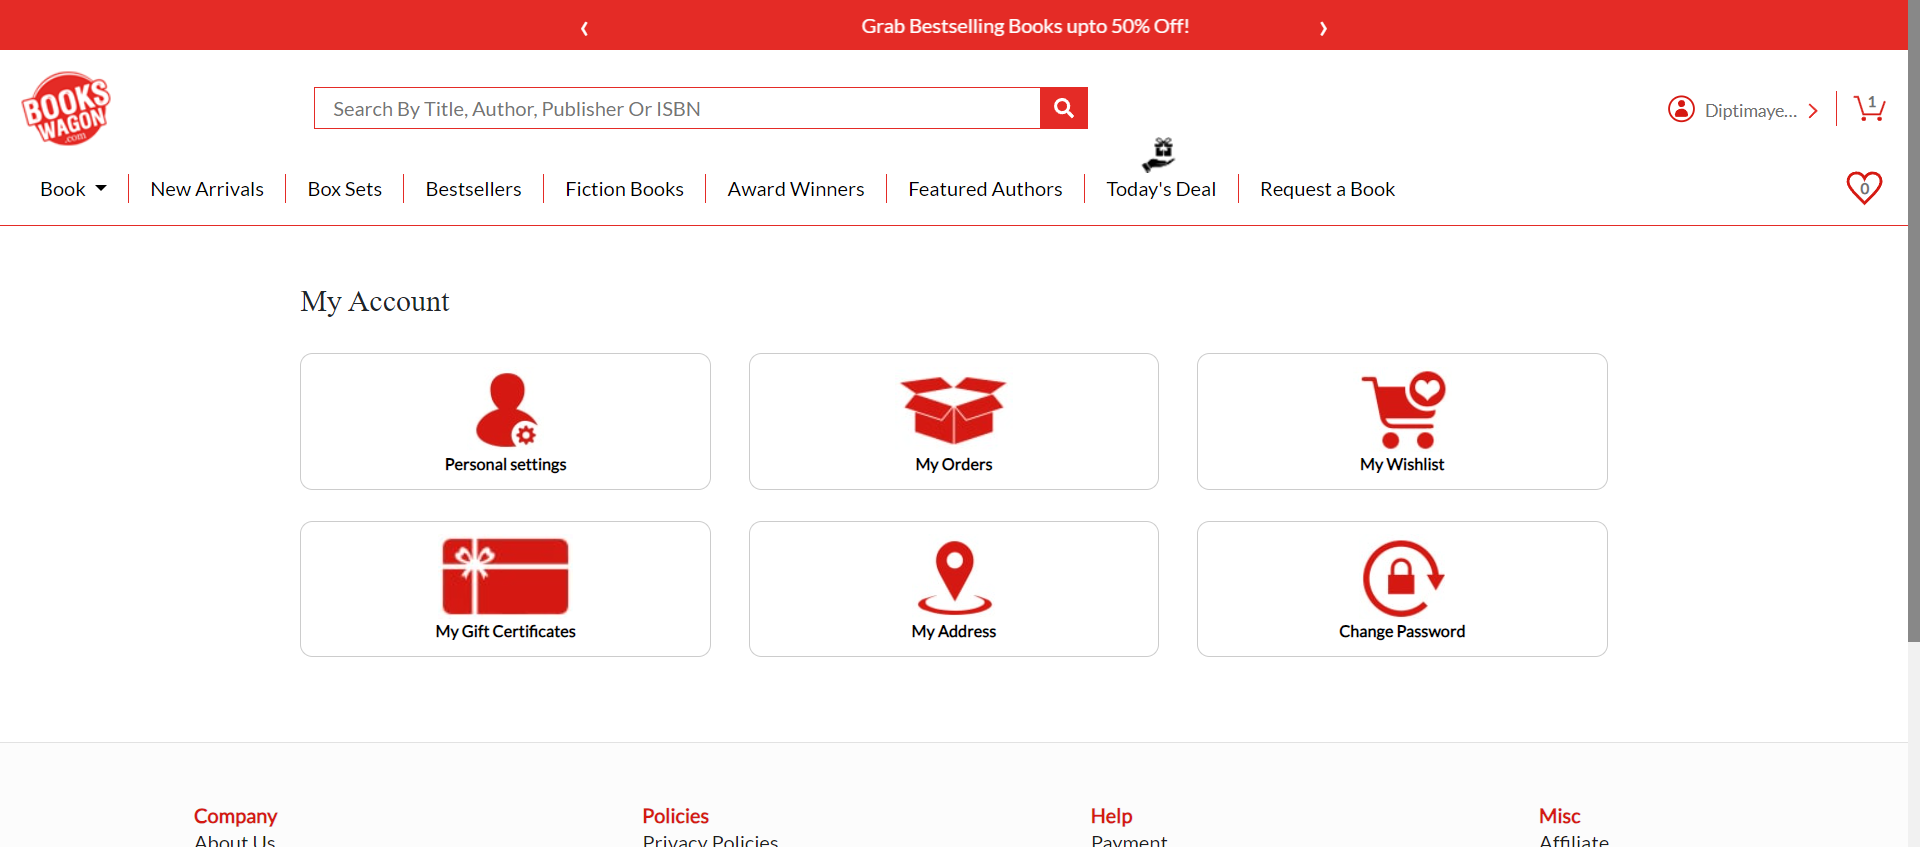 ‹ Grab Bestselling Books upto 50% Off! ›
BOOKS
WAGON
.com
Search By Title, Author, Publisher Or ISBN
Diptimaye...
1
Book
New Arrivals
Box Sets
Bestsellers
Fiction Books
Award Winners
Featured Authors
Today's Deal
Request a Book
0
My Account
Personal settings
My Orders
My Wishlist
My Gift Certificates
My Address
Change Password
Company
Policies
Help
Misc
About Us
Privacy Policies
Payment
Affiliate